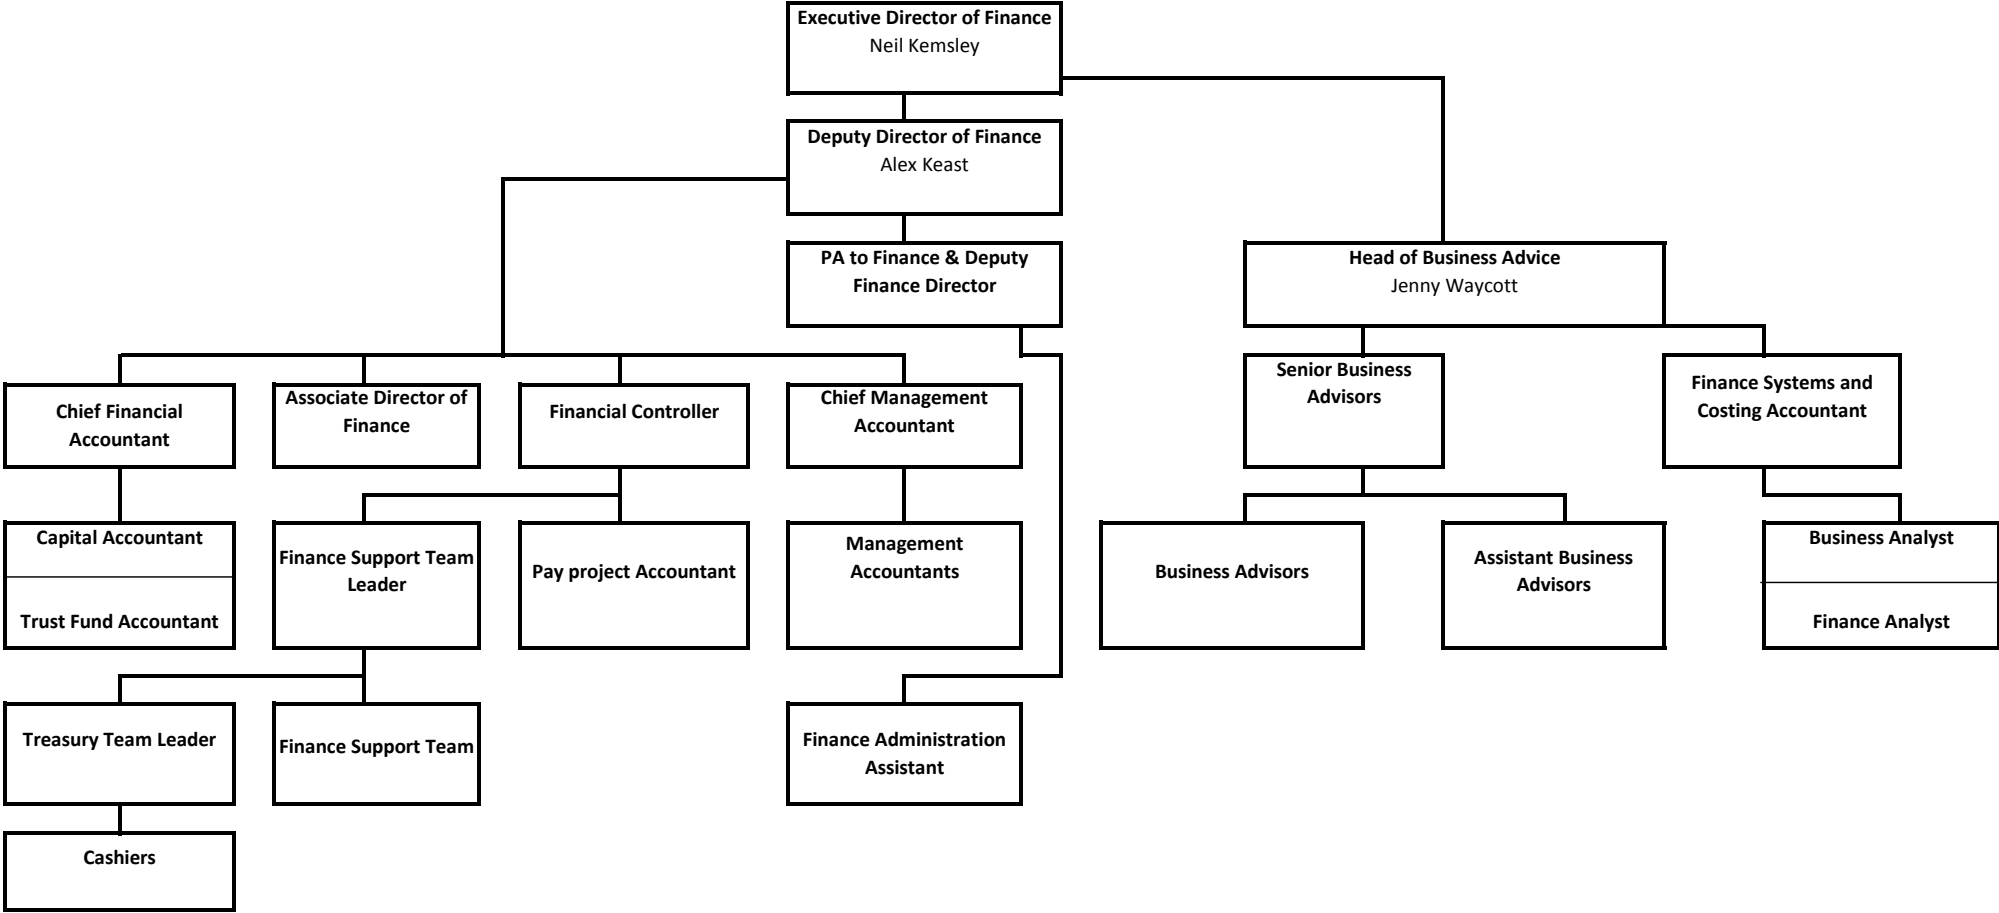 Executive Director of Finance
Neil Kemsley
Deputy Director of Finance
Alex Keast
PA to Finance & Deputy
Finance Director
Head of Business Advice
Jenny Waycott
Chief Financial
Accountant
Associate Director of
Finance
Financial Controller
Chief Management
Accountant
Senior Business
Advisors
Finance Systems and
Costing Accountant
Capital Accountant
Trust Fund Accountant
Finance Support Team
Leader
Pay project Accountant
Management
Accountants
Business Advisors
Assistant Business
Advisors
Business Analyst
Finance Analyst
Treasury Team Leader
Finance Support Team
Finance Administration
Assistant
Cashiers